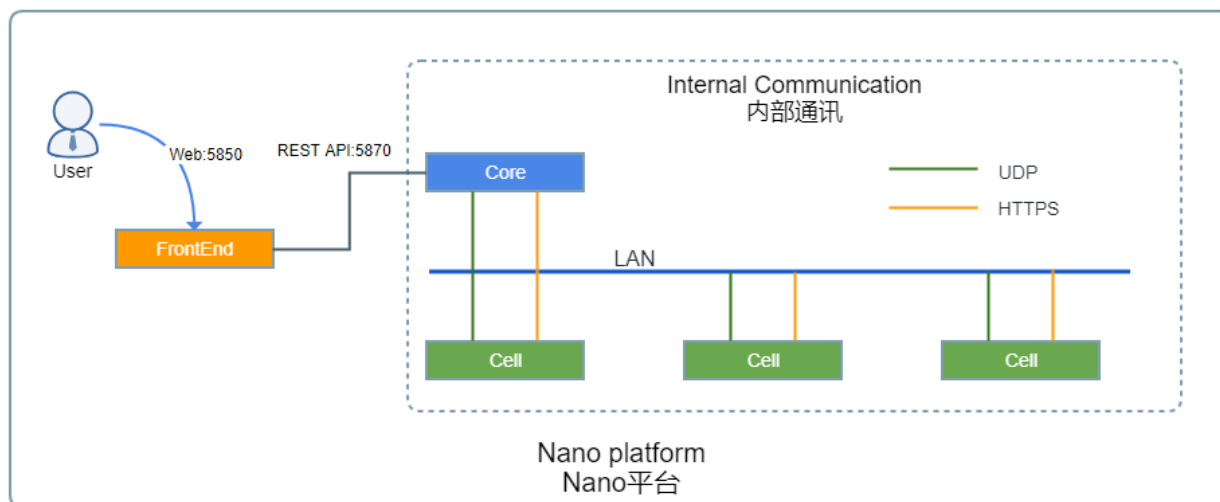 Internal Communication
内部通讯
User
Web:5850
REST API:5870
Core
UDP
HTTPS
FrontEnd
LAN
Cell
Cell
Cell
Nano platform
Nano平台